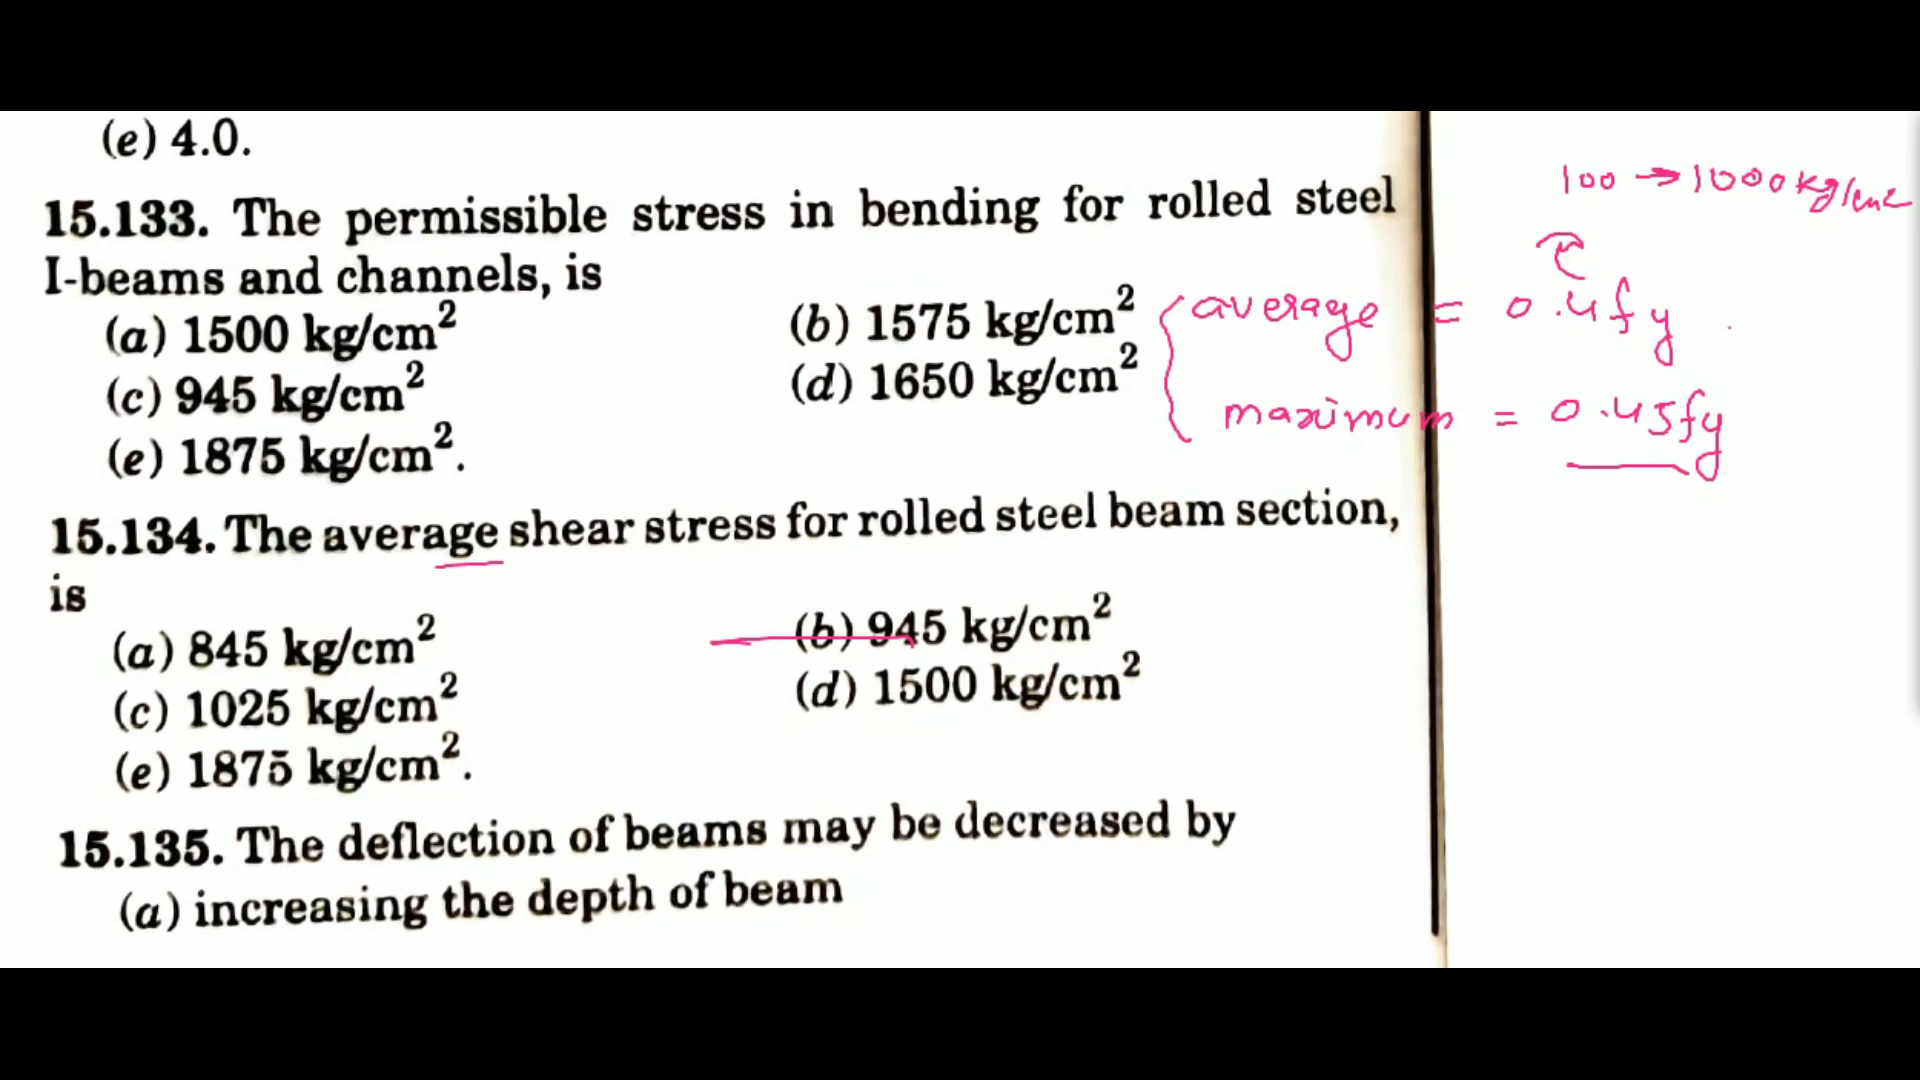 (e) 4.0.
15.133. The permissible stress in bending for rolled steel
I-beams and channels, is
(a) 1500 kg/cm²
(b) 1575 kg/cm²
(c) 945 kg/cm²
(d) 1650 kg/cm²
(e) 1875 kg/cm².
15.134. The average shear stress for rolled steel beam section,
is
(a) 845 kg/cm²
(b) 945 kg/cm²
(c) 1025 kg/cm²
(d) 1500 kg/cm²
(e) 1875 kg/cm².
15.135. The deflection of beams may be decreased by
(a) increasing the depth of beam
100 → 1000 kg/cm2
τ
average = 0.4fy
maximum = 0.45fy